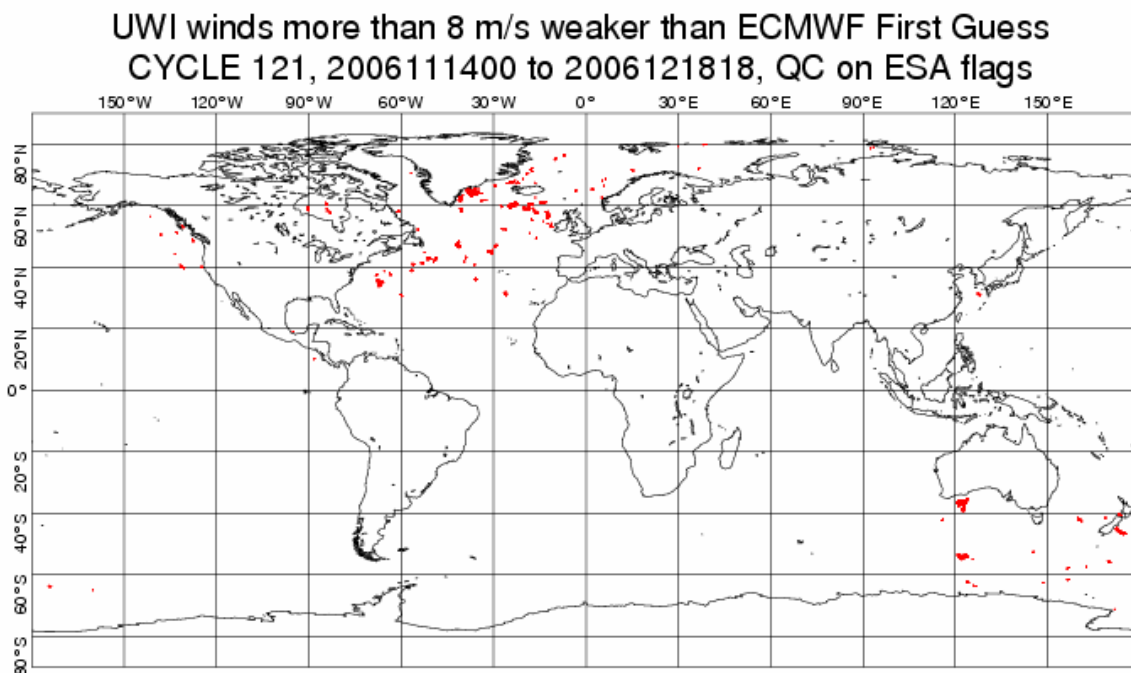 UWI winds more than 8 m/s weaker than ECMWF First Guess
CYCLE 121, 2006111400 to 2006121818, QC on ESA flags
150°W 120°W 90°W 60°W 30°W 0° 30°E 60°E 90°E 120°E 150°E
80°N
60°N
40°N
20°N
0°
20°S
40°S
60°S
80°S